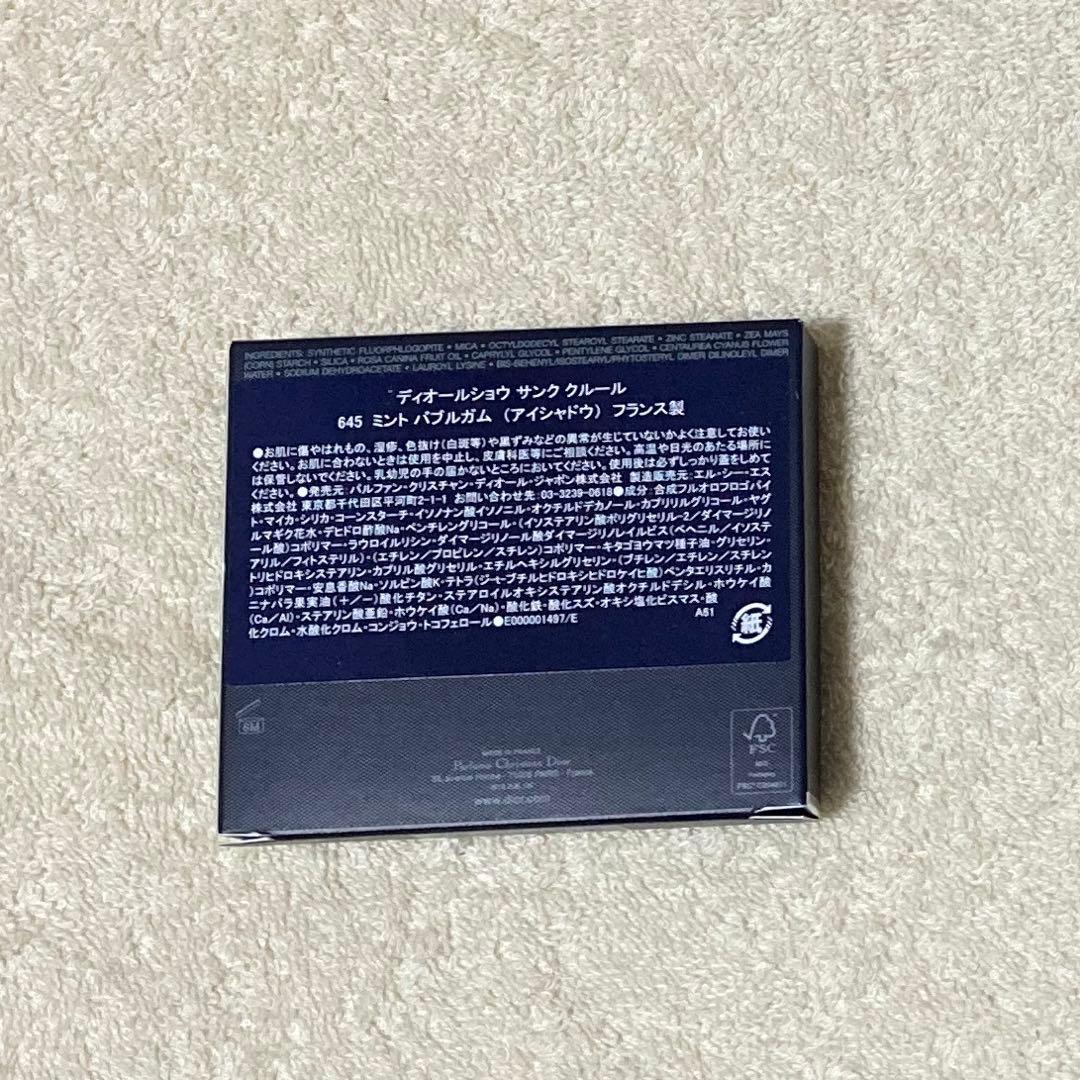 INGREDIENTS: SYNTHETIC FLUORPHLOGOPITE • MICA • OCTYLDODECYL STEAROYL STEARATE • ZINC STEARATE • ZEA MAYS
(CORN) STARCH • SILICA • ROSA CANINA FRUIT OIL • CAPRYLYL GLYCOL • PENTYLENE GLYCOL • CENTAUREA CYANUS FLOWER
WATER • SODIUM DEHYDROACETATE • LAUROYL LYSINE • BIS-BEHENYL/ISOSTEARYL/PHYTOSTERYL DIMER DILINOLEYL DIMER
ディオールショウ サンク クルール
645 ミント バブルガム (アイシャドウ) フランス製
●お肌に傷やはれもの、湿疹、色抜け(白斑等)や黒ずみなどの異常が生じていないかよく注意してお使い
ください。お肌に合わないときは使用を中止し、皮膚科医等にご相談ください。高温や日光のあたる場所に
は保管しないでください。乳幼児の手の届かないところにおいてください。使用後は必ずしっかり蓋をしめて
ください。●発売元:パルファン・クリスチャン・ディオール・ジャポン株式会社 製造販売元:エル・シー・エス
株式会社 東京都千代田区平河町2-1-1 お問い合わせ先:03-3239-0618●成分:合成フルオロフロゴパイ
ト・マイカ・シリカ・コーンスターチ・イソノナン酸イソノニル・オクチルドデカノール・カプリリルグリコール・ヤグ
ルマギク花水・デヒドロ酢酸Na・ペンチレングリコール・(イソステアリン酸ポリグリセリル-2/ダイマージリノ
ール酸)コポリマー・ラウロイルリシン・ダイマージリノール酸ダイマージリノレイルビス(ベヘニル/イソステ
アリル/フィトステリル)・(エチレン/プロピレン/スチレン)コポリマー・キタゴヨウマツ種子油・グリセリン・
トリヒドロキシステアリン・カプリル酸グリセリル・エチルヘキシルグリセリン・(ブチレン/エチレン/スチレン
)コポリマー・安息香酸Na・ソルビン酸K・テトラ(ジ-t-ブチルヒドロキシヒドロケイヒ酸)ペンタエリスリチル・カ
ニナバラ果実油(+/ー)酸化チタン・ステアロイルオキシステアリン酸オクチルドデシル・ホウケイ酸
(Ca/Al)・ステアリン酸亜鉛・ホウケイ酸(Ca/Na)・酸化鉄・酸化スズ・オキシ塩化ビスマス・酸
化クロム・水酸化クロム・コンジョウ・トコフェロール●E000001497/E
A51
紙
6M
MADE IN FRANCE
Parfums Christian Dior
33, avenue Hoche - 75008 PARIS - France
www.dior.com
FSC